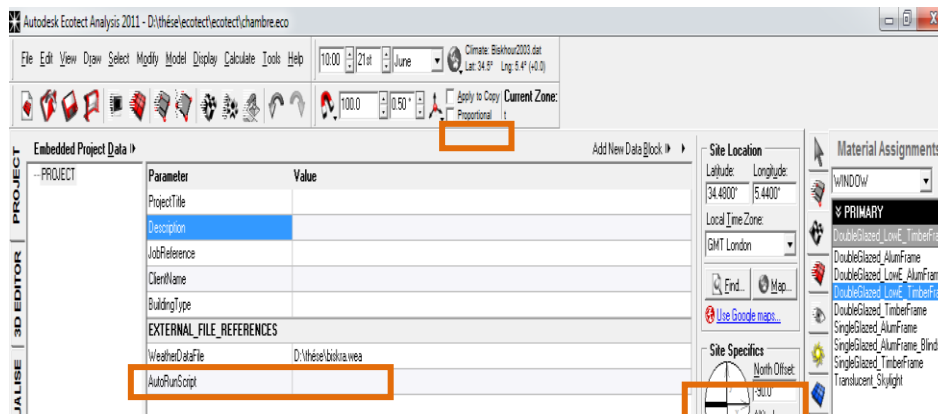 Autodesk Ecotect Analysis 2011 - D:\thése\ecotect\ecotect\chambre.eco
File Edit View Draw Select Modify Model Display Calculate Tools Help
10:00 21st June
Climate: Biskhour2003.dat
Lat: 34.5° Lng: 5.4° (+0.0)
100.0 0.50° Apply to Copy Current Zone:
Proportional t
PROJECT
3D EDITOR
UALISE
Embedded Project Data
Add New Data Block
--PROJECT
Parameter Value
ProjectTitle
Description
JobReference
ClientName
BuildingType
EXTERNAL_FILE_REFERENCES
WeatherDataFile D:\thése\biskra.wea
AutoRunScript
Site Location
Latitude: Longitude:
34.4800° 5.4400°
Local Time Zone:
GMT London
Find... Map...
Use Google maps...
Site Specifics
North Offset:
-90.0°
Material Assignments
WINDOW
PRIMARY
DoubleGlazed_LowE_TimberFra
DoubleGlazed_AlumFrame
DoubleGlazed_LowE_AlumFram
DoubleGlazed_LowE_TimberFra
DoubleGlazed_TimberFrame
SingleGlazed_AlumFrame
SingleGlazed_AlumFrame_Blind
SingleGlazed_TimberFrame
Translucent_Skylight